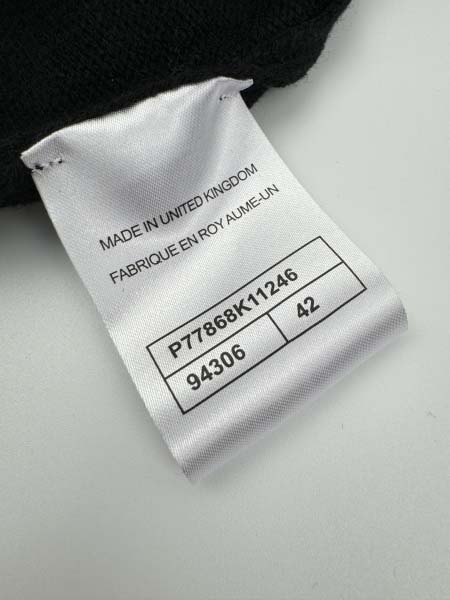 MADE IN UNITED KINGDOM
FABRIQUE EN ROY AUME-UN
P77868K11246
94306 42